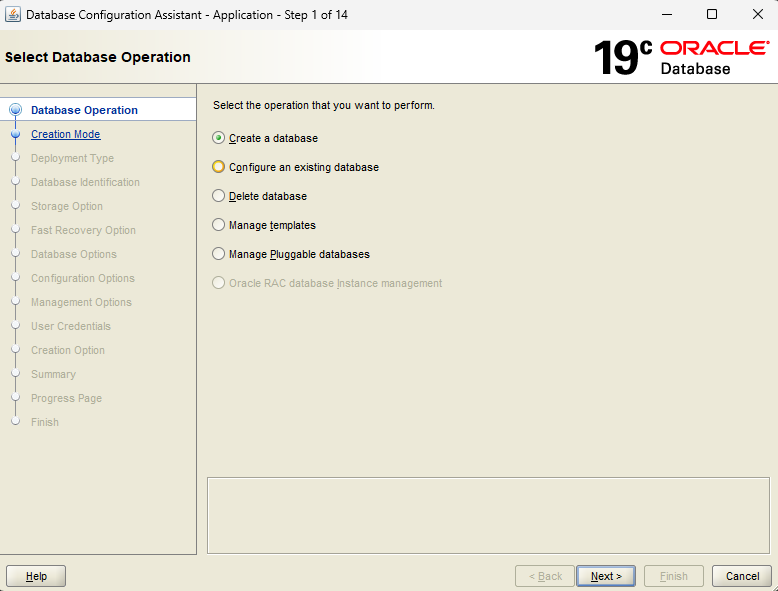 Database Configuration Assistant - Application - Step 1 of 14
Select Database Operation
19c ORACLE®
Database
Database Operation
Creation Mode
Deployment Type
Database Identification
Storage Option
Fast Recovery Option
Database Options
Configuration Options
Management Options
User Credentials
Creation Option
Summary
Progress Page
Finish
Select the operation that you want to perform.
Create a database
Configure an existing database
Delete database
Manage templates
Manage Pluggable databases
Oracle RAC database Instance management
Help
< Back
Next >
Finish
Cancel